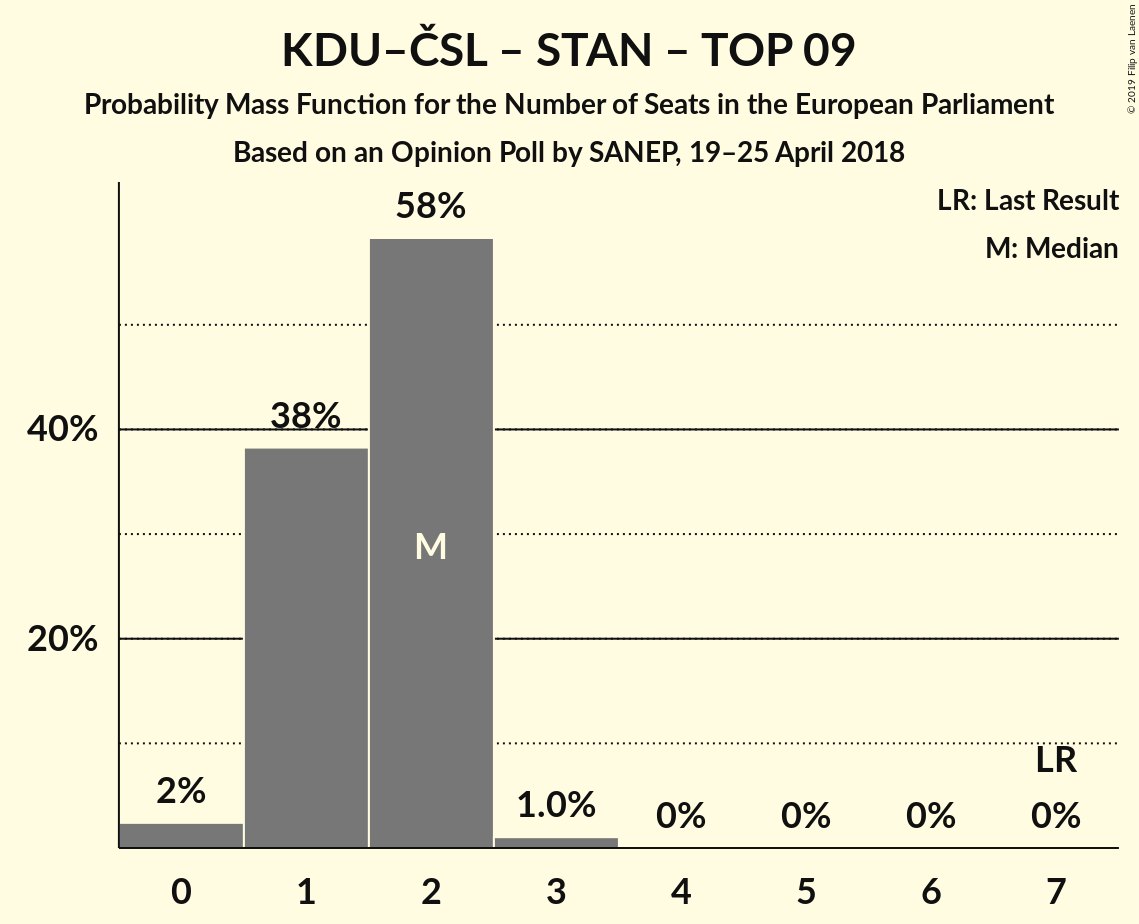 KDU–ČSL – STAN – TOP 09
Probability Mass Function for the Number of Seats in the European Parliament
Based on an Opinion Poll by SANEP, 19–25 April 2018
© 2019 Filip van Laenen
LR: Last Result
M: Median
58%
38%
40%
M
20%
LR
2%
1.0%
0%
0%
0%
0%
0 1 2 3 4 5 6 7